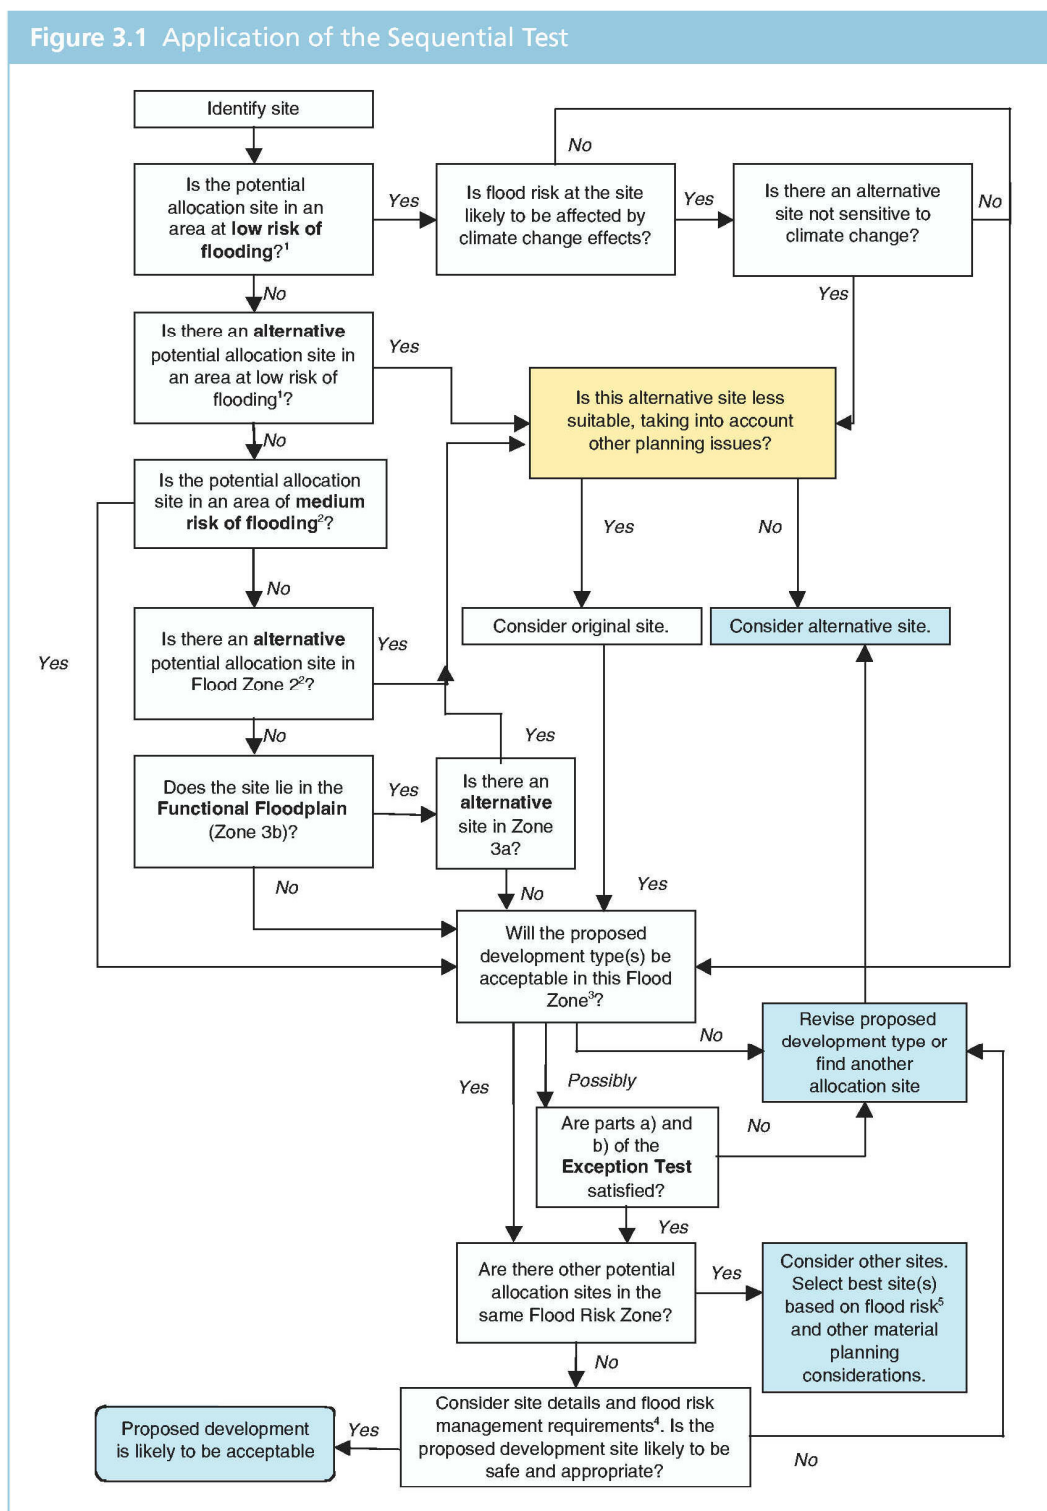 Figure 3.1 Application of the Sequential Test
Identify site
No
Is the potential
allocation site in an
area at low risk of
flooding?¹
Yes
Is flood risk at the site
likely to be affected by
climate change effects?
Yes
Is there an alternative
site not sensitive to
climate change?
No
No
Yes
Is there an alternative
potential allocation site in
an area at low risk of
flooding¹?
Yes
Is this alternative site less
suitable, taking into account
other planning issues?
No
Is the potential allocation
site in an area of medium
risk of flooding²?
Yes
No
No
Consider original site.
Consider alternative site.
Is there an alternative
potential allocation site in
Flood Zone 2²?
Yes
Yes
No
Yes
Does the site lie in the
Functional Floodplain
(Zone 3b)?
Yes
Is there an
alternative
site in Zone
3a?
No
No
Yes
Will the proposed
development type(s) be
acceptable in this Flood
Zone³?
No
Revise proposed
development type or
find another
allocation site
Yes
Possibly
Are parts a) and
b) of the
Exception Test
satisfied?
No
Yes
Are there other potential
allocation sites in the
same Flood Risk Zone?
Yes
Consider other sites.
Select best site(s)
based on flood risk⁵
and other material
planning
considerations.
No
Consider site details and flood risk
management requirements⁴. Is the
proposed development site likely to be
safe and appropriate?
Yes
Proposed development
is likely to be acceptable
No